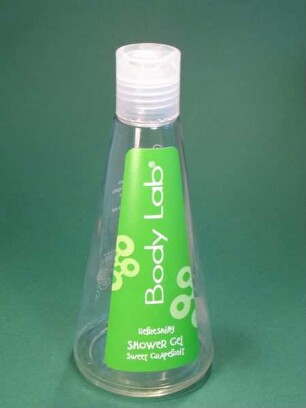 Body Lab®
Refreshing
SHOWER GEL
SWEET GRAPEFRUIT